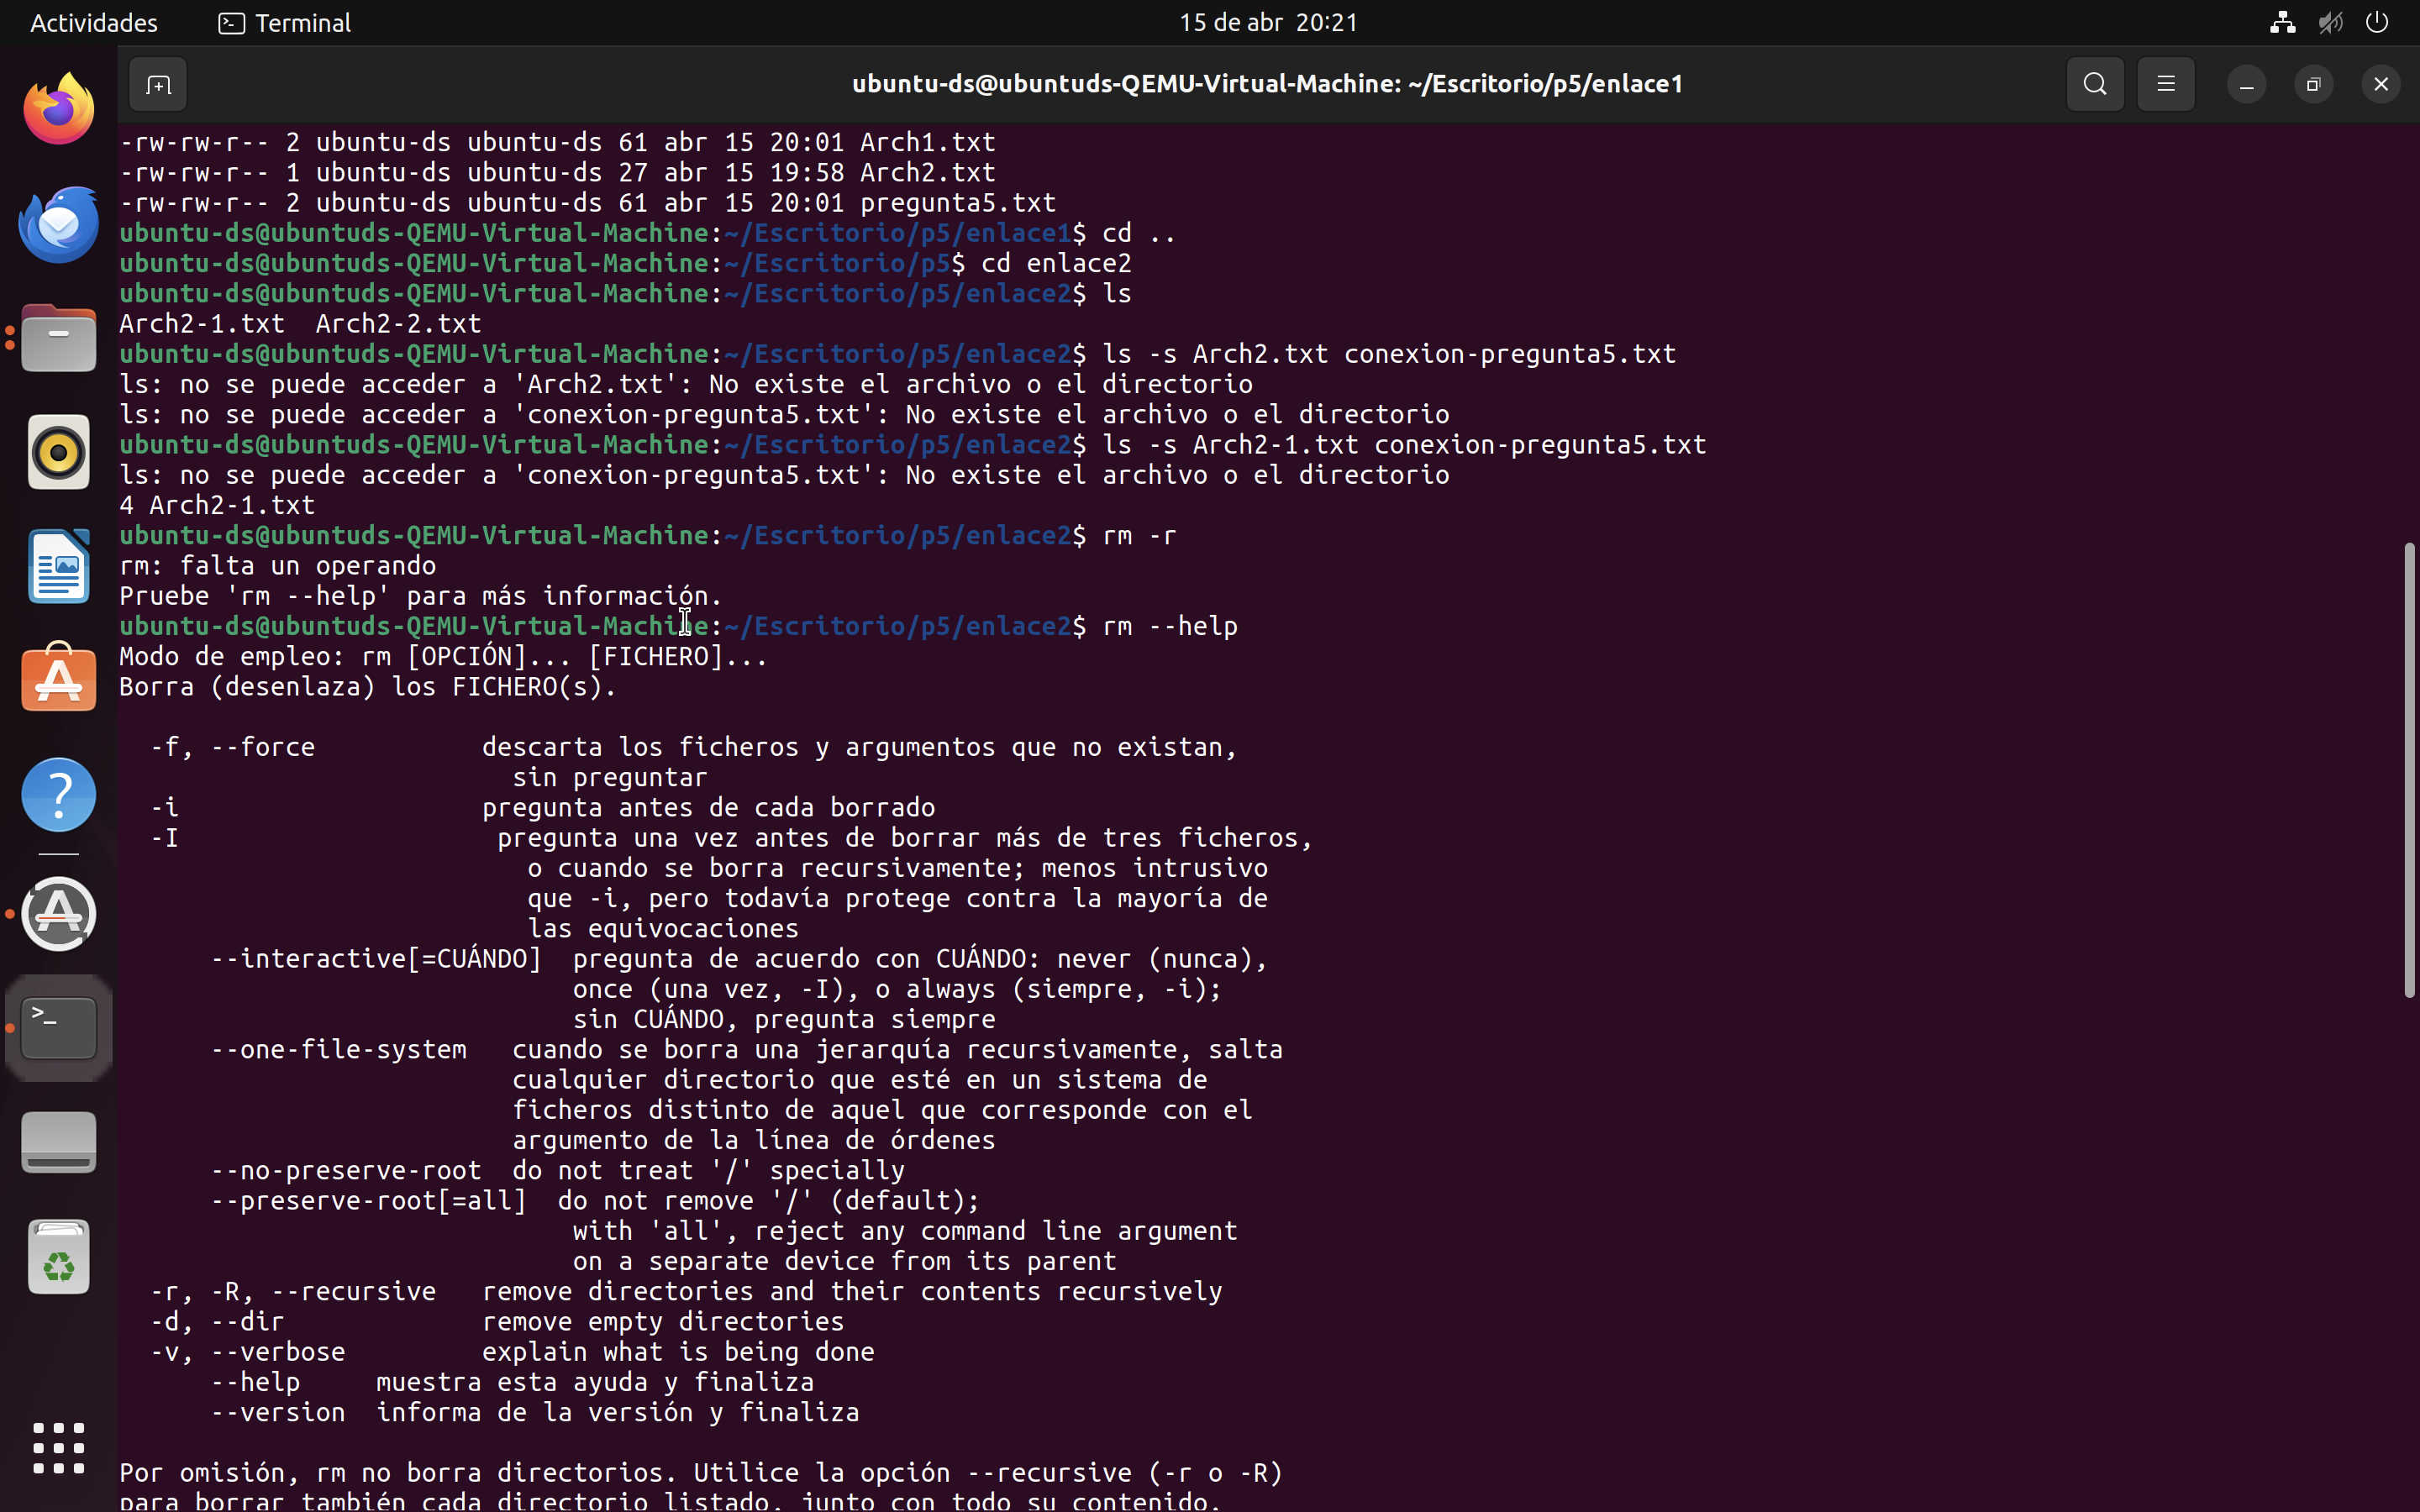 Actividades
Terminal
15 de abr 20:21
ubuntu-ds@ubuntuds-QEMU-Virtual-Machine: ~/Escritorio/p5/enlace1
-rw-rw-r-- 2 ubuntu-ds ubuntu-ds 61 abr 15 20:01 Arch1.txt
-rw-rw-r-- 1 ubuntu-ds ubuntu-ds 27 abr 15 19:58 Arch2.txt
-rw-rw-r-- 2 ubuntu-ds ubuntu-ds 61 abr 15 20:01 pregunta5.txt
ubuntu-ds@ubuntuds-QEMU-Virtual-Machine:~/Escritorio/p5/enlace1$ cd ..
ubuntu-ds@ubuntuds-QEMU-Virtual-Machine:~/Escritorio/p5$ cd enlace2
ubuntu-ds@ubuntuds-QEMU-Virtual-Machine:~/Escritorio/p5/enlace2$ ls
Arch2-1.txt  Arch2-2.txt
ubuntu-ds@ubuntuds-QEMU-Virtual-Machine:~/Escritorio/p5/enlace2$ ls -s Arch2.txt conexion-pregunta5.txt
ls: no se puede acceder a 'Arch2.txt': No existe el archivo o el directorio
ls: no se puede acceder a 'conexion-pregunta5.txt': No existe el archivo o el directorio
ubuntu-ds@ubuntuds-QEMU-Virtual-Machine:~/Escritorio/p5/enlace2$ ls -s Arch2-1.txt conexion-pregunta5.txt
ls: no se puede acceder a 'conexion-pregunta5.txt': No existe el archivo o el directorio
4 Arch2-1.txt
ubuntu-ds@ubuntuds-QEMU-Virtual-Machine:~/Escritorio/p5/enlace2$ rm -r
rm: falta un operando
Pruebe 'rm --help' para más información.
ubuntu-ds@ubuntuds-QEMU-Virtual-Machine:~/Escritorio/p5/enlace2$ rm --help
Modo de empleo: rm [OPCIÓN]... [FICHERO]...
Borra (desenlaza) los FICHERO(s).
-f, --force           descarta los ficheros y argumentos que no existan,
sin preguntar
-i                    pregunta antes de cada borrado
-I                     pregunta una vez antes de borrar más de tres ficheros,
o cuando se borra recursivamente; menos intrusivo
que -i, pero todavía protege contra la mayoría de
las equivocaciones
--interactive[=CUÁNDO]  pregunta de acuerdo con CUÁNDO: never (nunca),
once (una vez, -I), o always (siempre, -i);
sin CUÁNDO, pregunta siempre
--one-file-system   cuando se borra una jerarquía recursivamente, salta
cualquier directorio que esté en un sistema de
ficheros distinto de aquel que corresponde con el
argumento de la línea de órdenes
--no-preserve-root  do not treat '/' specially
--preserve-root[=all]  do not remove '/' (default);
with 'all', reject any command line argument
on a separate device from its parent
-r, -R, --recursive   remove directories and their contents recursively
-d, --dir             remove empty directories
-v, --verbose         explain what is being done
--help     muestra esta ayuda y finaliza
--version  informa de la versión y finaliza
Por omisión, rm no borra directorios. Utilice la opción --recursive (-r o -R)
para borrar también cada directorio listado, junto con todo su contenido.